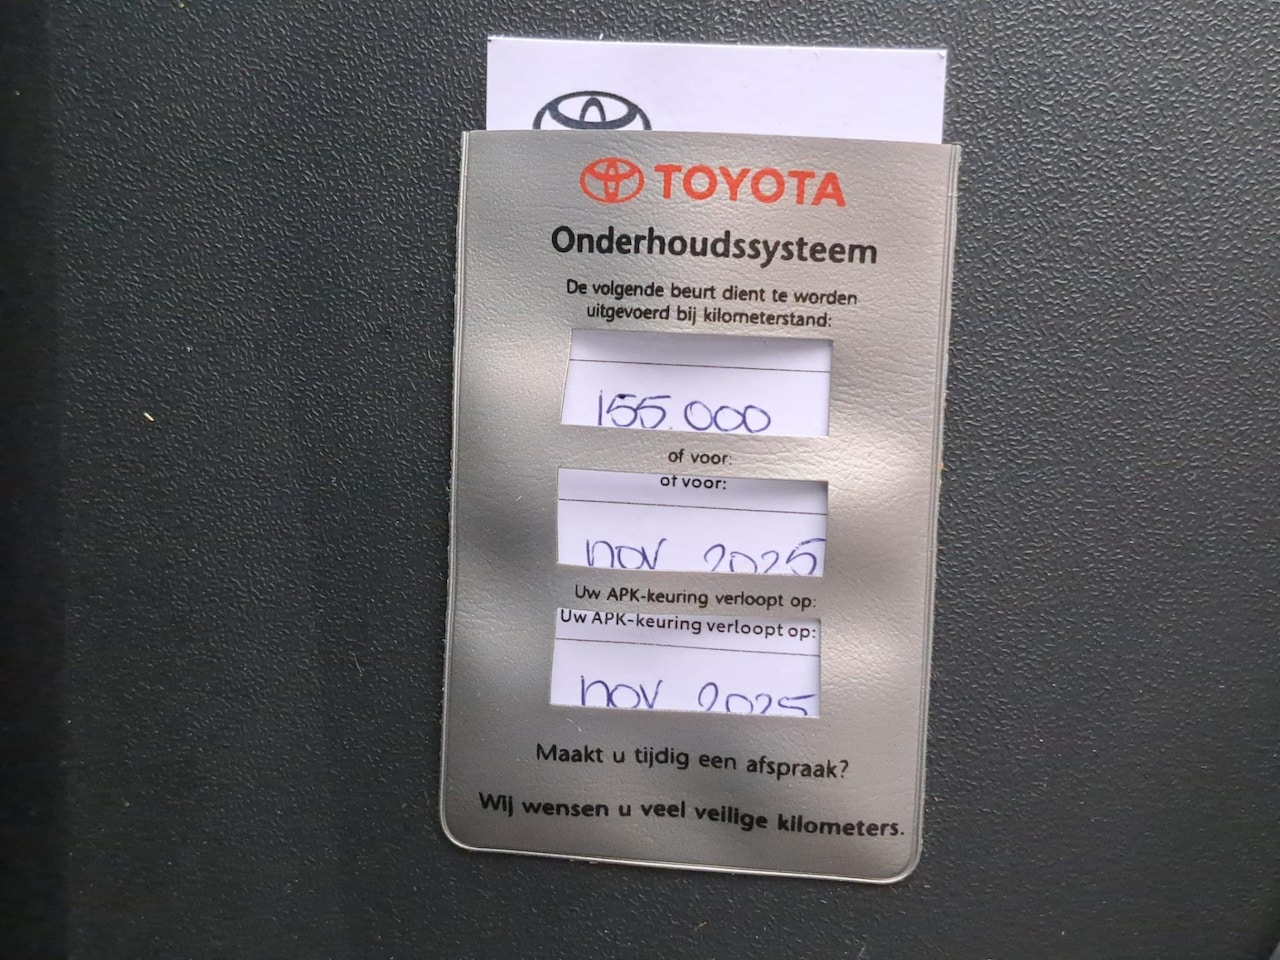 TOYOTA
Onderhoudssysteem
De volgende beurt dient te worden
uitgevoerd bij kilometerstand:
155.000
of voor:
of voor:
nov 2025
Uw APK-keuring verloopt op:
Uw APK-keuring verloopt op:
nov 2025
Maakt u tijdig een afspraak?
Wij wensen u veel veilige kilometers.